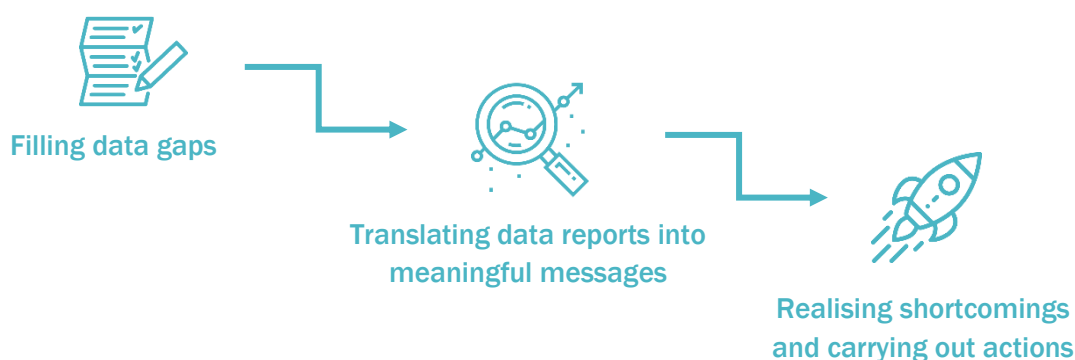 Filling data gaps
Translating data reports into
meaningful messages
Realising shortcomings
and carrying out actions